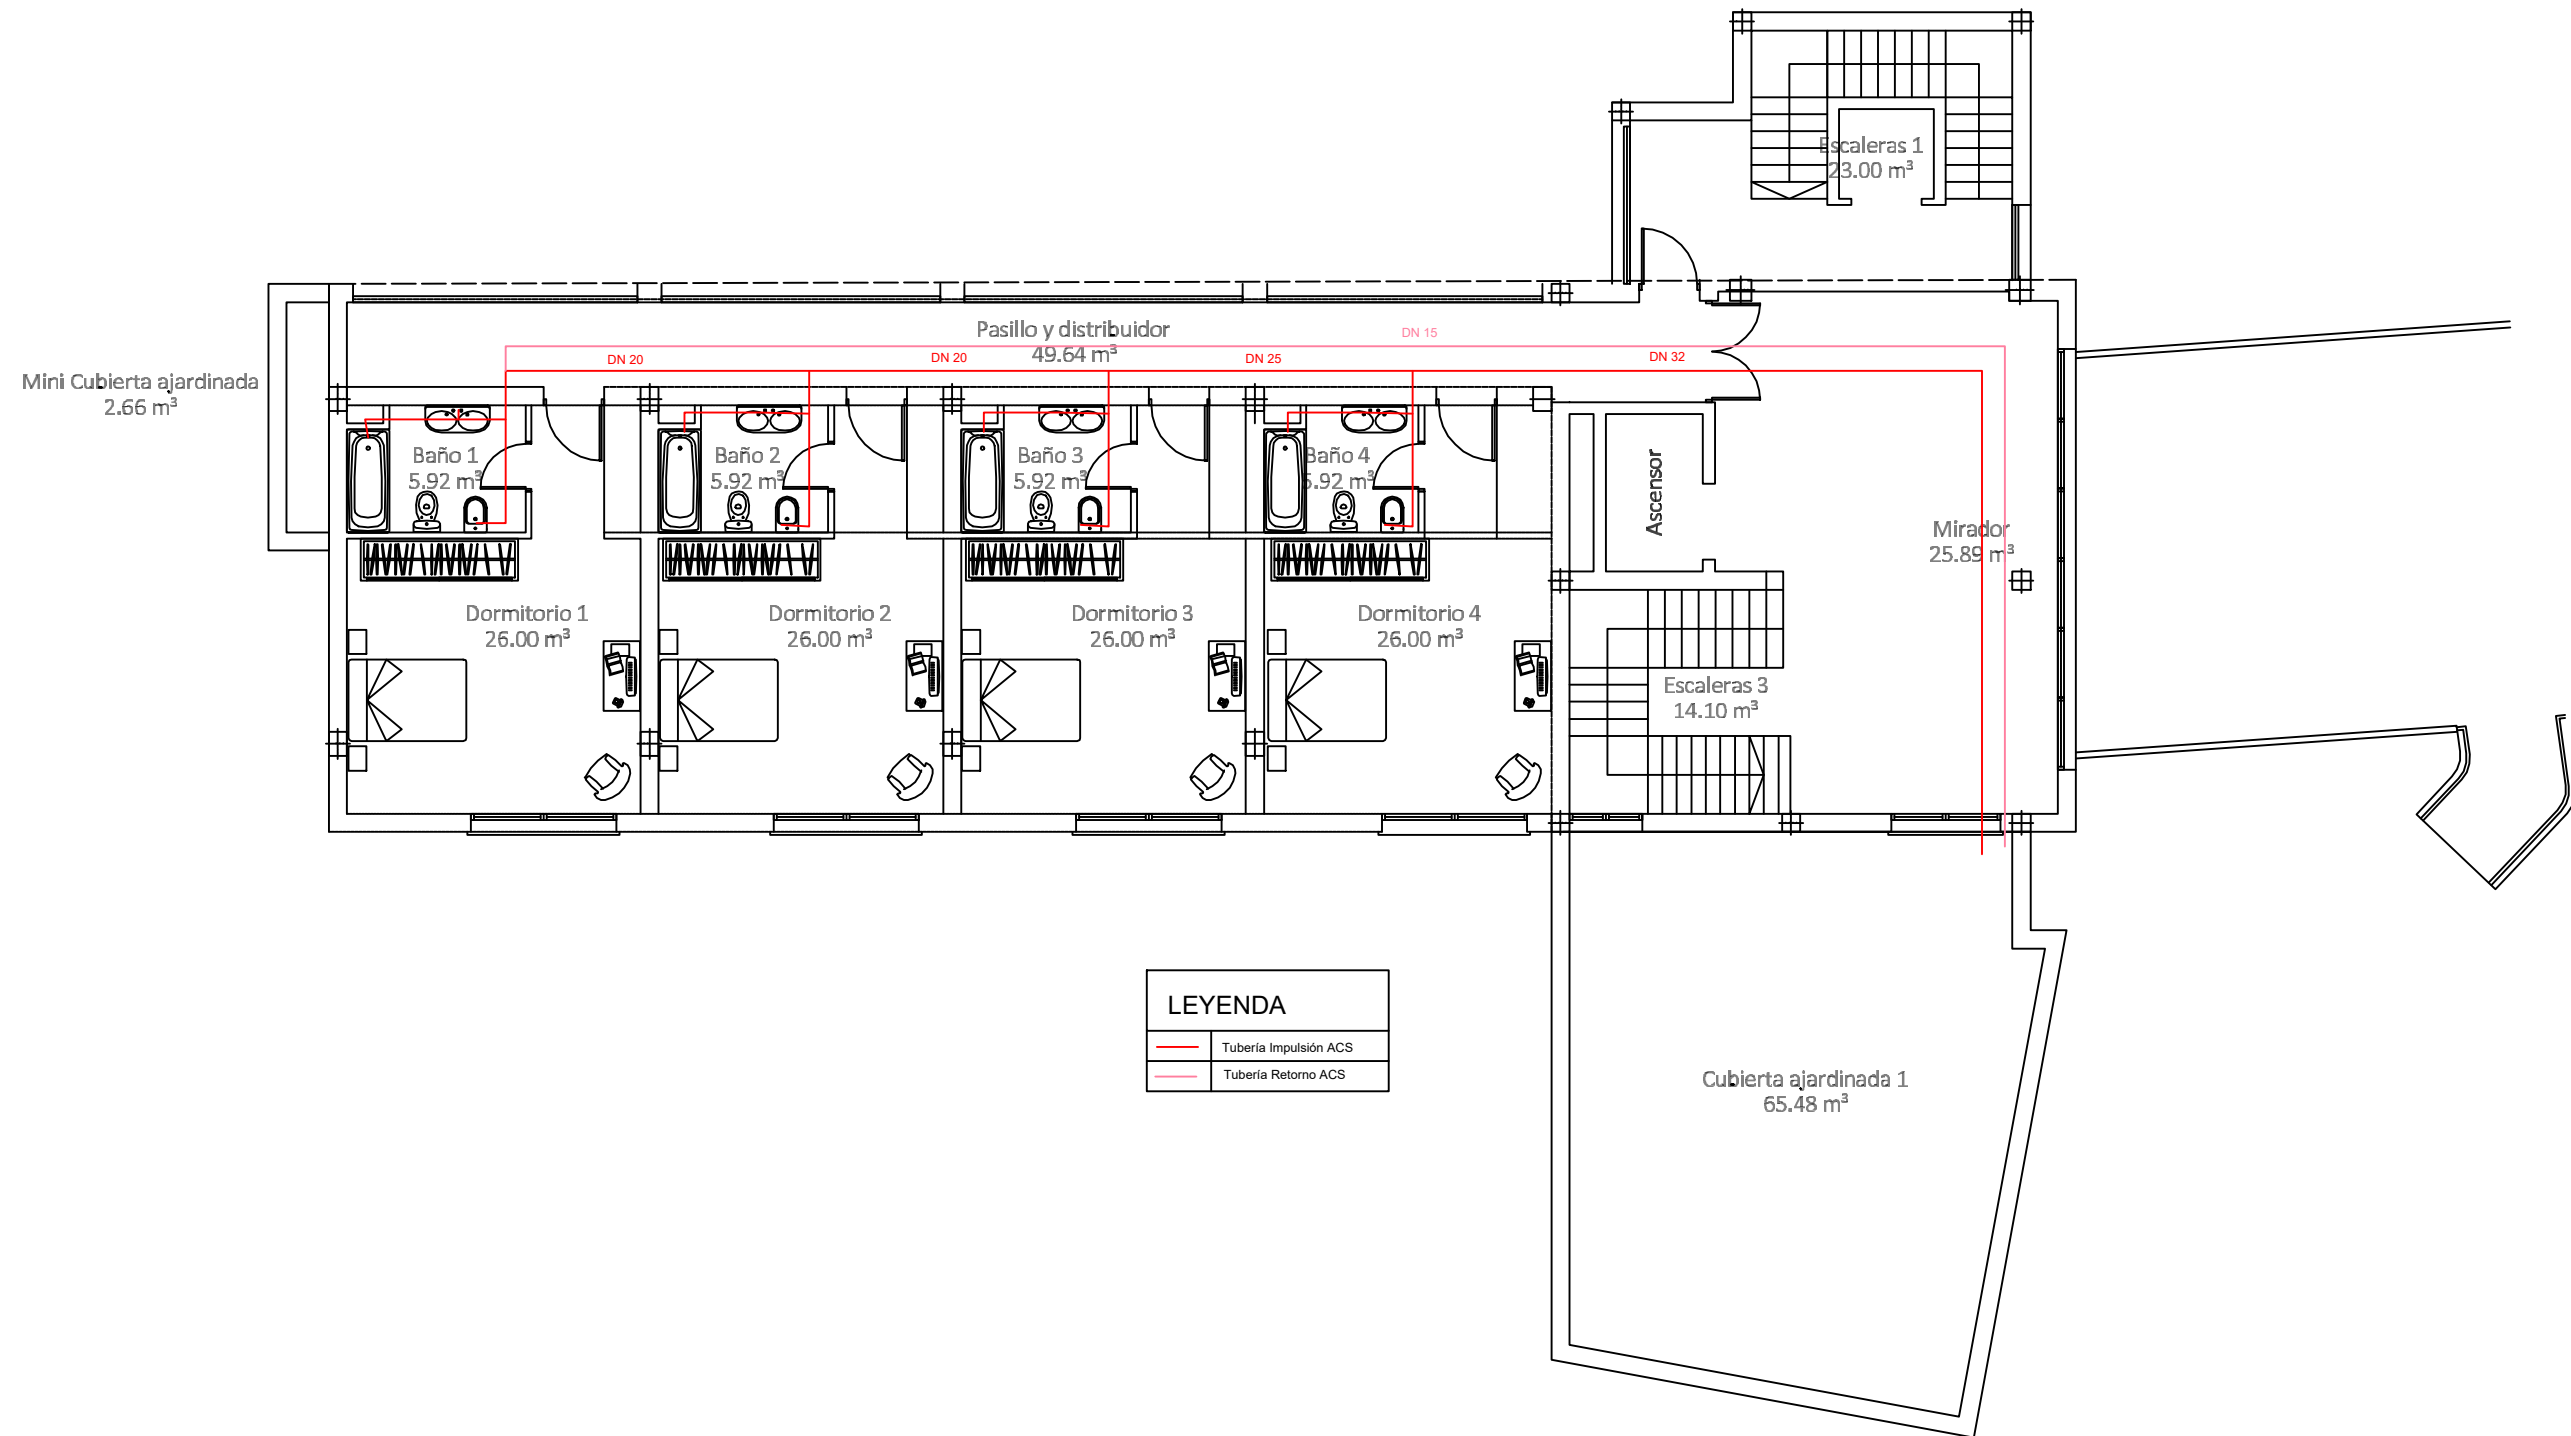 Escaleras 1
23.00 m³
Pasillo y distribuidor
49.64 m³
DN 15
DN 20
DN 20
DN 25
DN 32
Mini Cubierta ajardinada
2.66 m³
Baño 1
5.92 m³
Baño 2
5.92 m³
Baño 3
5.92 m³
Baño 4
5.92 m³
Ascensor
Mirador
25.89 m³
Dormitorio 1
26.00 m³
Dormitorio 2
26.00 m³
Dormitorio 3
26.00 m³
Dormitorio 4
26.00 m³
Escaleras 3
14.10 m³
LEYENDA
Tubería Impulsión ACS
Tubería Retorno ACS
Cubierta ajardinada 1
65.48 m³